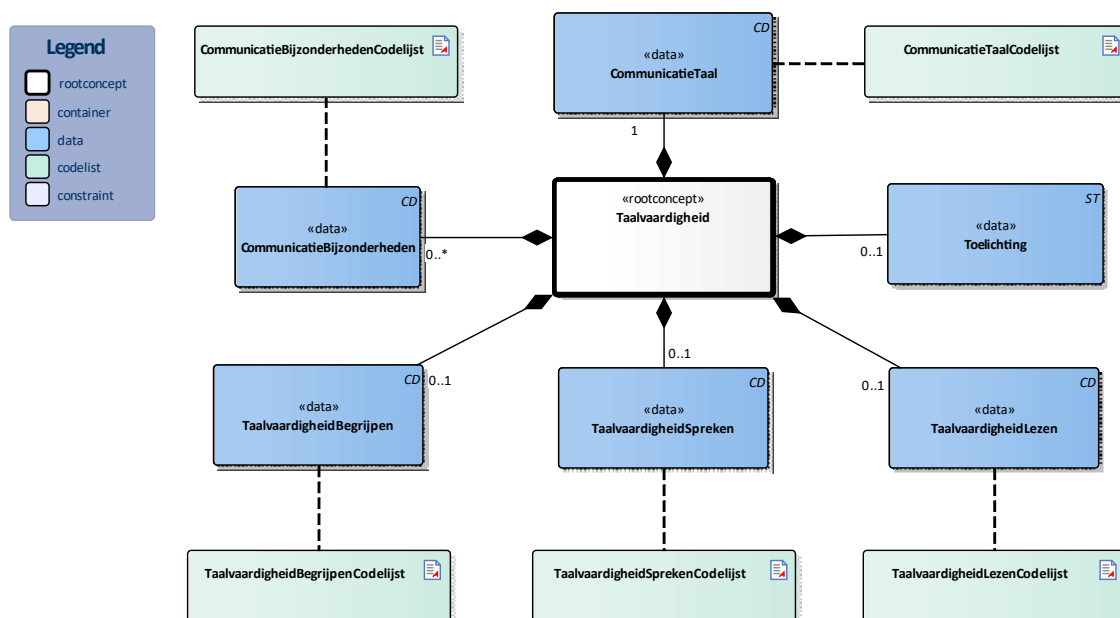 Legend
rootconcept
container
data
codelist
constraint
CommunicatieBijzonderhedenCodelijst
CD
«data»
CommunicatieTaal
CommunicatieTaalCodelijst
1
CD
«data»
CommunicatieBijzonderheden
0..*
«rootconcept»
Taalvaardigheid
ST
«data»
Toelichting
0..1
CD
«data»
TaalvaardigheidBegrijpen
0..1
CD
«data»
TaalvaardigheidSpreken
0..1
CD
«data»
TaalvaardigheidLezen
0..1
TaalvaardigheidBegrijpenCodelijst
TaalvaardigheidSprekenCodelijst
TaalvaardigheidLezenCodelijst